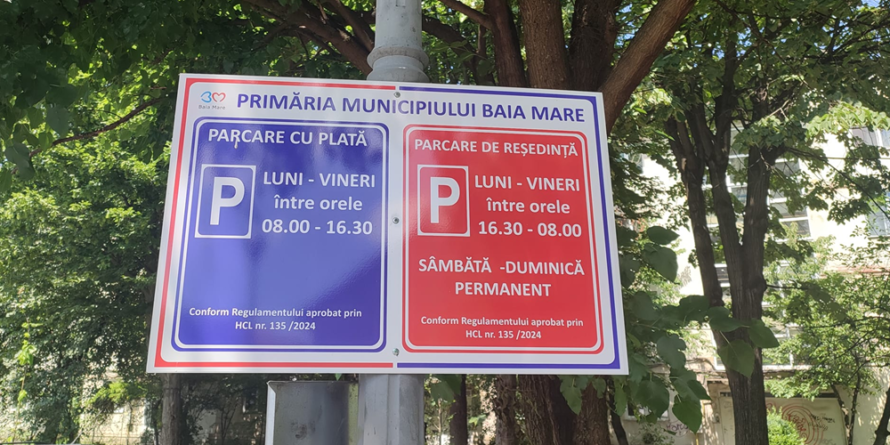 Baia Mare
PRIMĂRIA MUNICIPIULUI BAIA MARE
PARCARE CU PLATĂ
P
LUNI - VINERI
între orele
08.00 - 16.30
Conform Regulamentului aprobat prin
HCL nr. 135 /2024
PARCARE DE REȘEDINȚĂ
P
LUNI - VINERI
între orele
16.30 - 08.00
SÂMBĂTĂ -DUMINICĂ
PERMANENT
Conform Regulamentului aprobat prin
HCL nr. 135 /2024